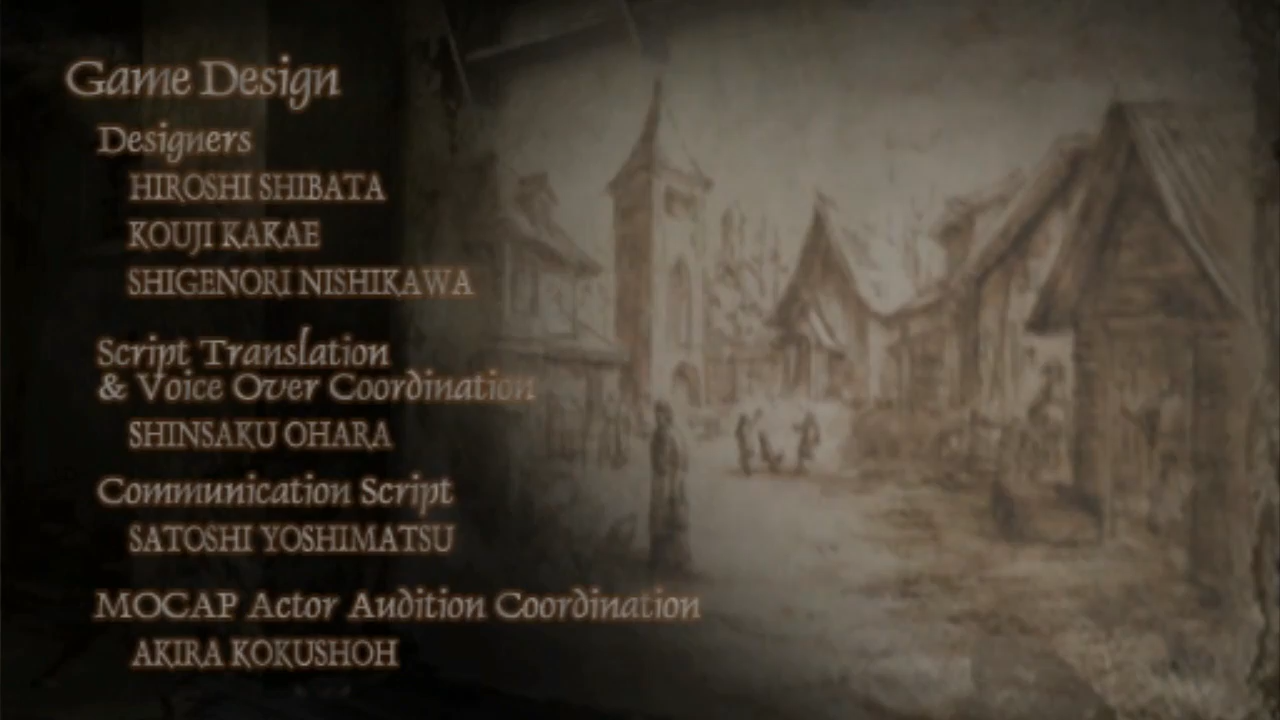 Game Design
Designers
HIROSHI SHIBATA
KOUJI KAKAE
SHIGENORI NISHIKAWA
Script Translation
& Voice Over Coordination
SHINSAKU OHARA
Communication Script
SATOSHI YOSHIMATSU
MOCAP Actor Audition Coordination
AKIRA KOKUSHOH